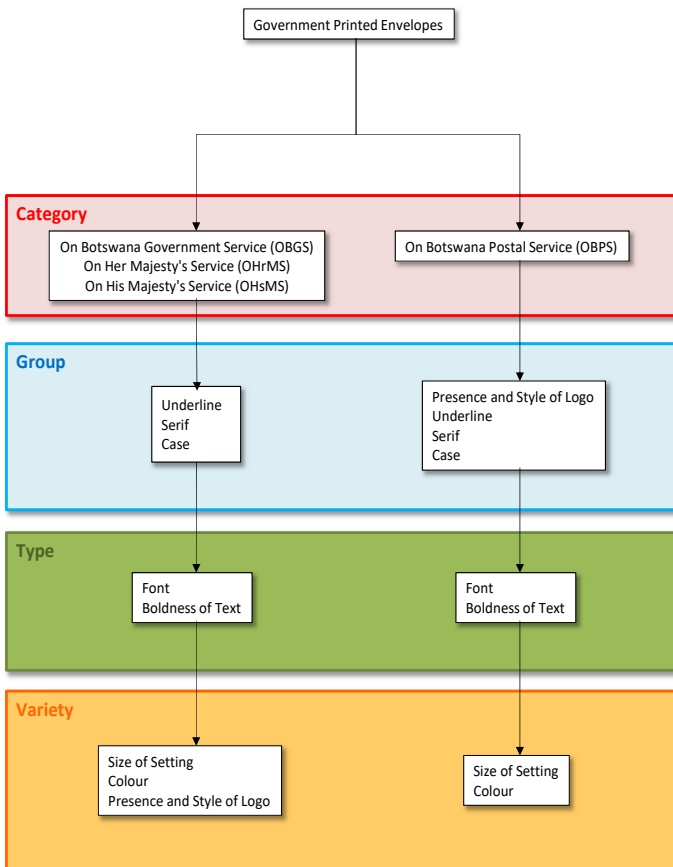 Government Printed Envelopes
Category
On Botswana Government Service (OBGS)
On Her Majesty's Service (OHrMS)
On His Majesty's Service (OHsMS)
On Botswana Postal Service (OBPS)
Group
Underline
Serif
Case
Presence and Style of Logo
Underline
Serif
Case
Type
Font
Boldness of Text
Font
Boldness of Text
Variety
Size of Setting
Colour
Presence and Style of Logo
Size of Setting
Colour